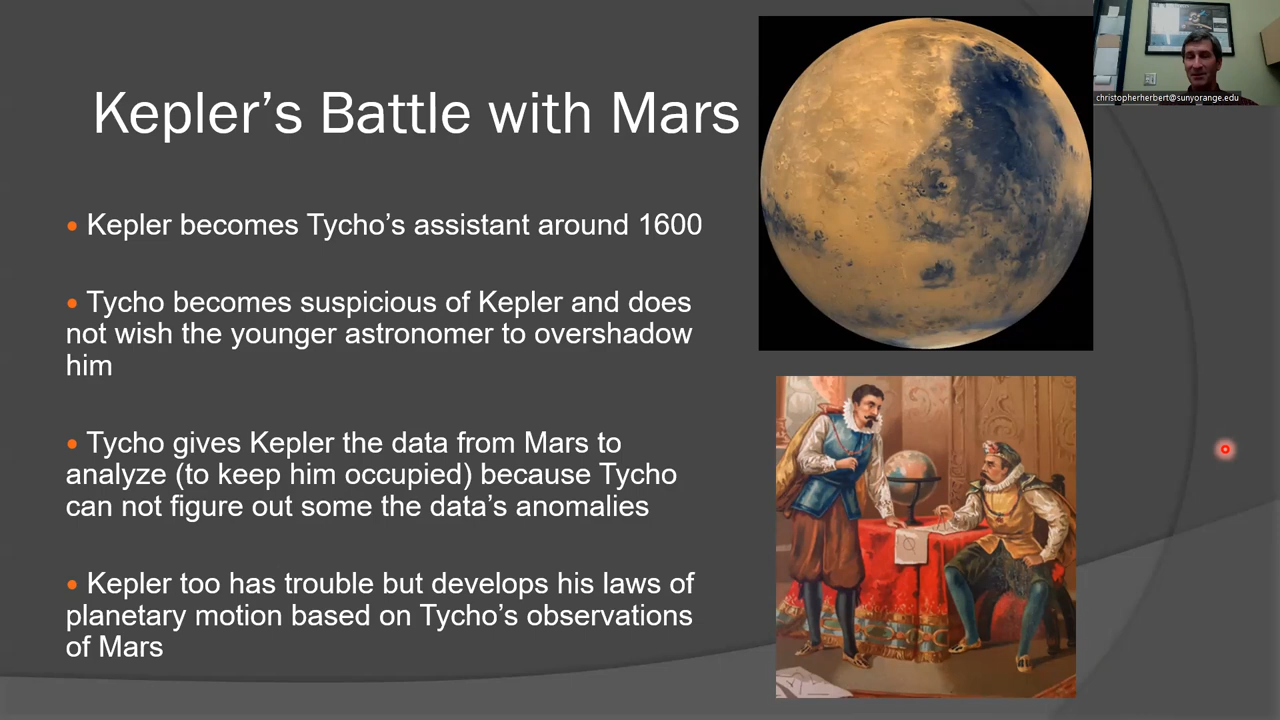 Kepler's Battle with Mars
christopherherbert@sunyorange.edu
• Kepler becomes Tycho's assistant around 1600
• Tycho becomes suspicious of Kepler and does
not wish the younger astronomer to overshadow
him
• Tycho gives Kepler the data from Mars to
analyze (to keep him occupied) because Tycho
can not figure out some the data's anomalies
• Kepler too has trouble but develops his laws of
planetary motion based on Tycho's observations
of Mars